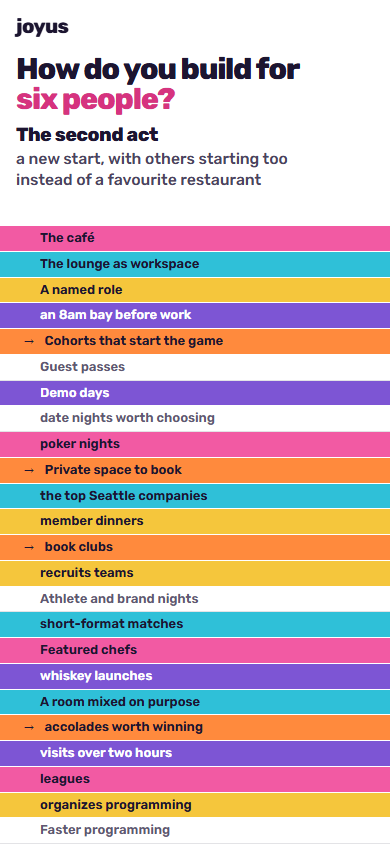 joyus
How do you build for
six people?
The second act
a new start, with others starting too
instead of a favourite restaurant
The café
The lounge as workspace
A named role
an 8am bay before work
→ Cohorts that start the game
Guest passes
Demo days
date nights worth choosing
poker nights
→ Private space to book
the top Seattle companies
member dinners
→ book clubs
recruits teams
Athlete and brand nights
short-format matches
Featured chefs
whiskey launches
A room mixed on purpose
→ accolades worth winning
visits over two hours
leagues
organizes programming
Faster programming